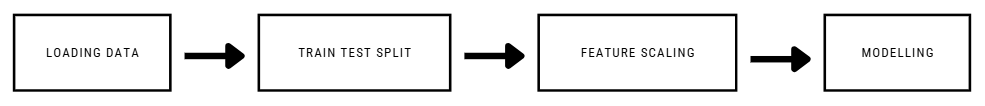 LOADING DATA
TRAIN TEST SPLIT
FEATURE SCALING
MODELLING